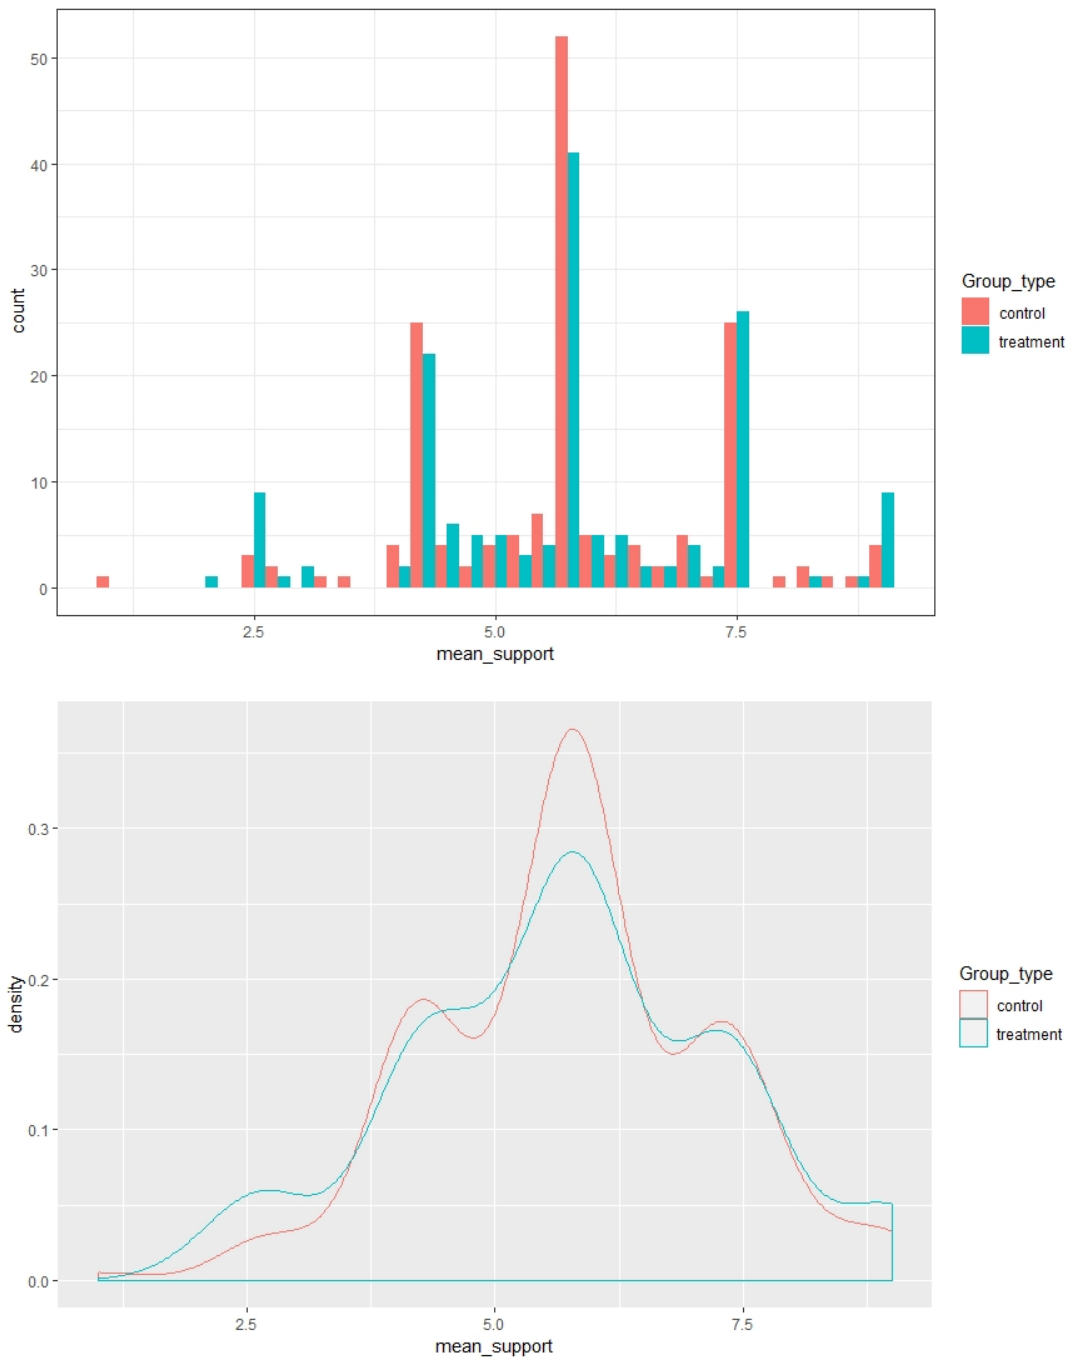 50
40
30
20
10
0
count
2.5 5.0 7.5
mean_support
Group_type
control
treatment
0.3
0.2
0.1
0.0
density
2.5 5.0 7.5
mean_support
Group_type
control
treatment